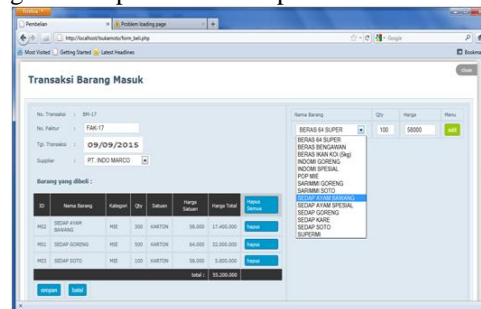 Firefox
Pembelian
Problem loading page
http://localhost/tsukamoto/form_beli.php
Google
Most Visited Getting Started Latest Headlines
Bookma
Close
Transaksi Barang Masuk
No. Transaksi : BM-17
No. Faktur : FAK-17
Tgl. Transaksi : 09/09/2015
Supplier : PT. INDO MARCO
Barang yang dibeli :
ID Nama Barang Kategori Qty Satuan Harga Satuan Harga Total Hapus Semua
M02 SEDAP AYAM BAWANG MIE 300 KARTON 58.000 17.400.000 hapus
M01 SEDAP GORENG MIE 500 KARTON 64.000 32.000.000 hapus
M03 SEDAP SOTO MIE 100 KARTON 58.000 5.800.000 hapus
total : 55.200.000
simpan batal
Nama Barang Qty Harga Menu
BERAS 64 SUPER 100 58000 add
BERAS 64 SUPER
BERAS BENGAWAN
BERAS IKAN KOI (5kg)
INDOMI GORENG
INDOMI SPESIAL
POP MIE
SARIMMI GORENG
SARIMMI SOTO
SEDAP AYAM BAWANG
SEDAP AYAM SPESIAL
SEDAP GORENG
SEDAP KARE
SEDAP SOTO
SUPERMI